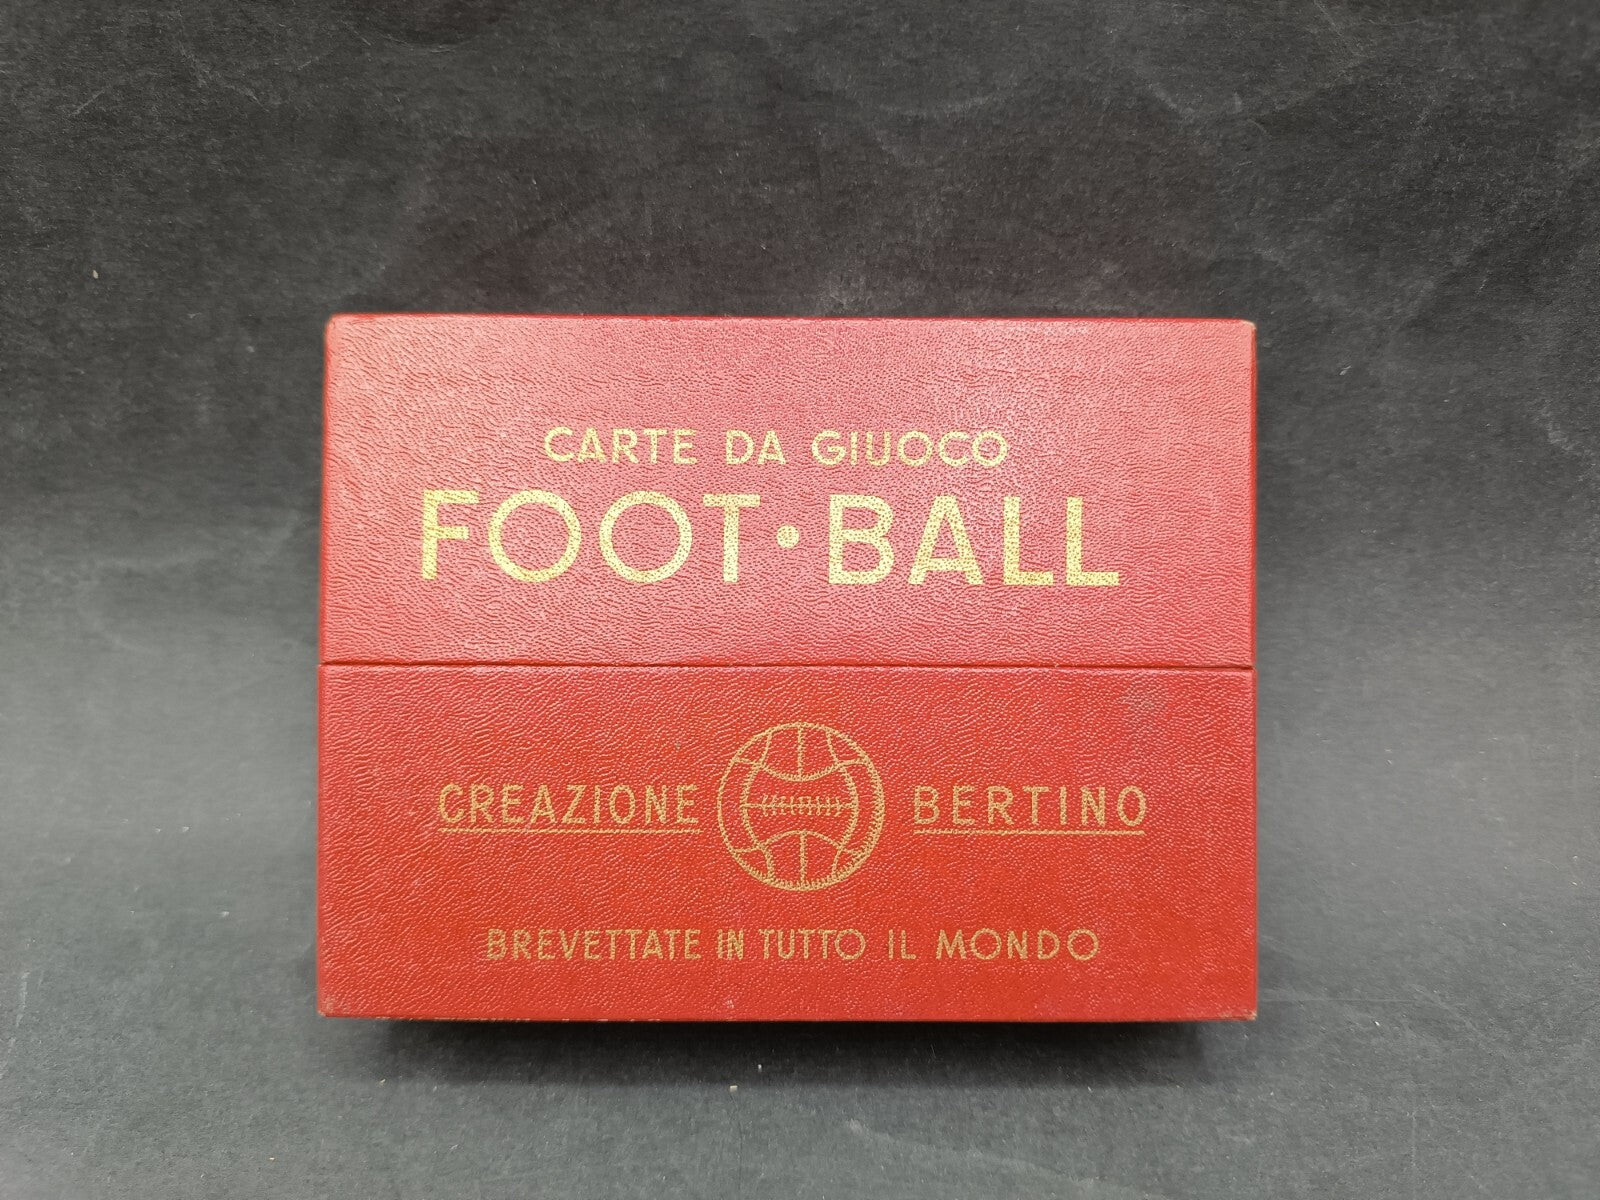 CARTE DA GIUOCO
FOOT·BALL
CREAZIONE BERTINO
BREVETTATE IN TUTTO IL MONDO